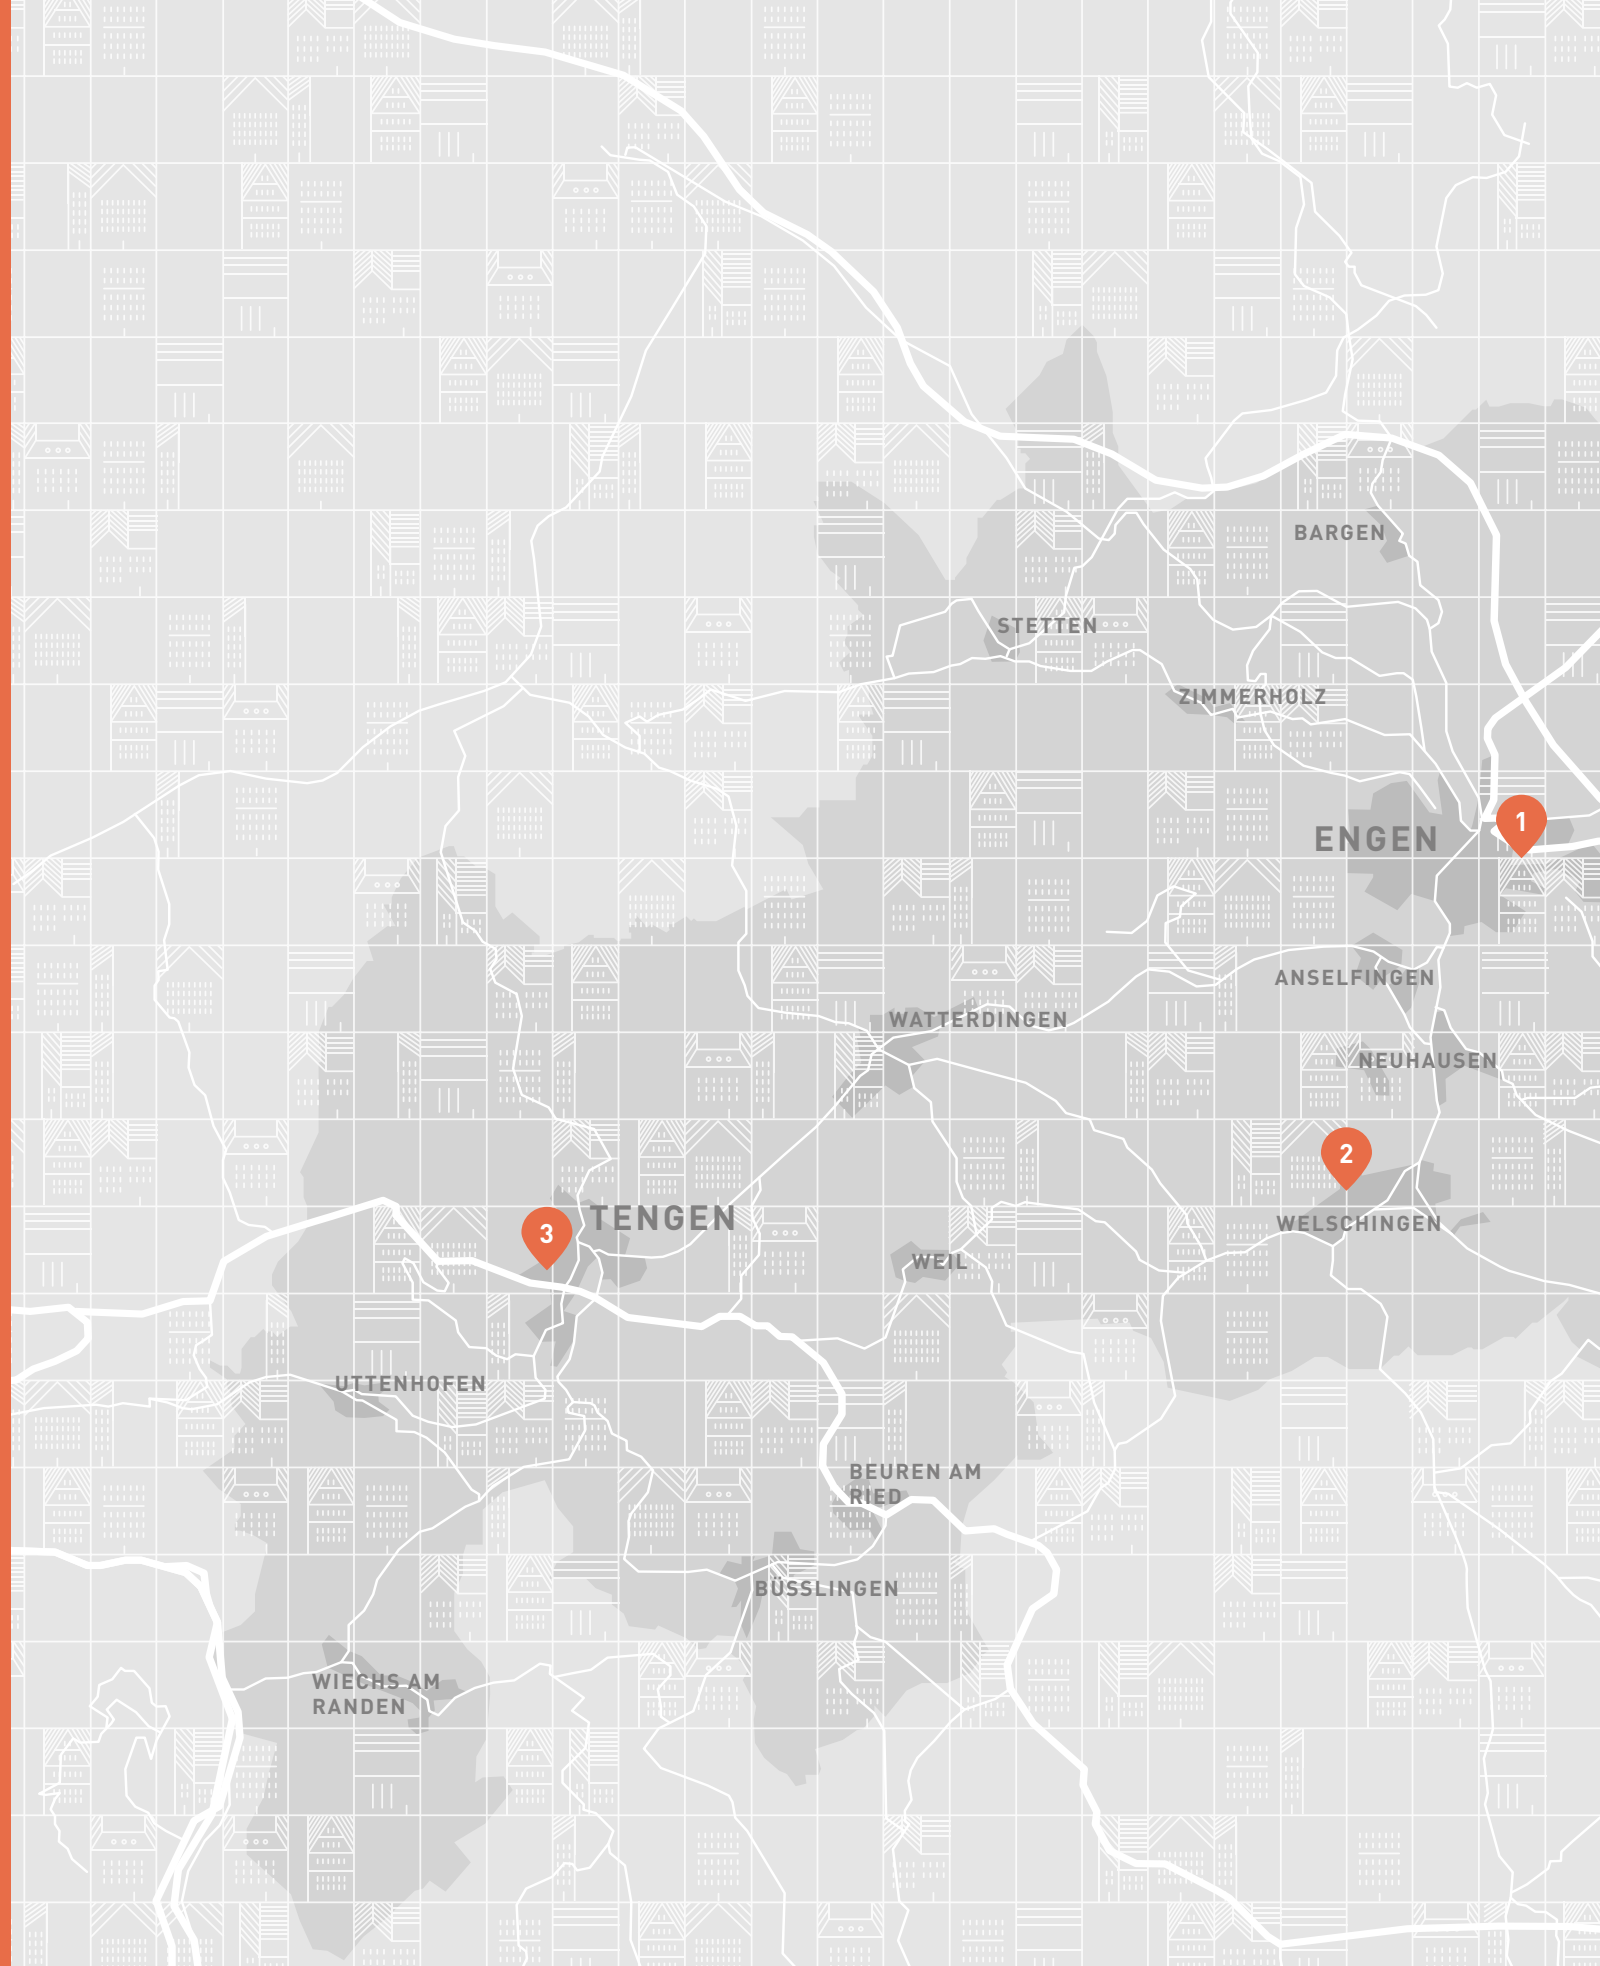 BARGEN
STETTEN
ZIMMERHOLZ
1
ENGEN
ANSELFINGEN
WATTERDINGEN
NEUHAUSEN
2
TENGEN
WELSCHINGEN
3
WEIL
UTTENHOFEN
BEUREN AM
RIED
BÜSSLINGEN
WIECHS AM
RANDEN